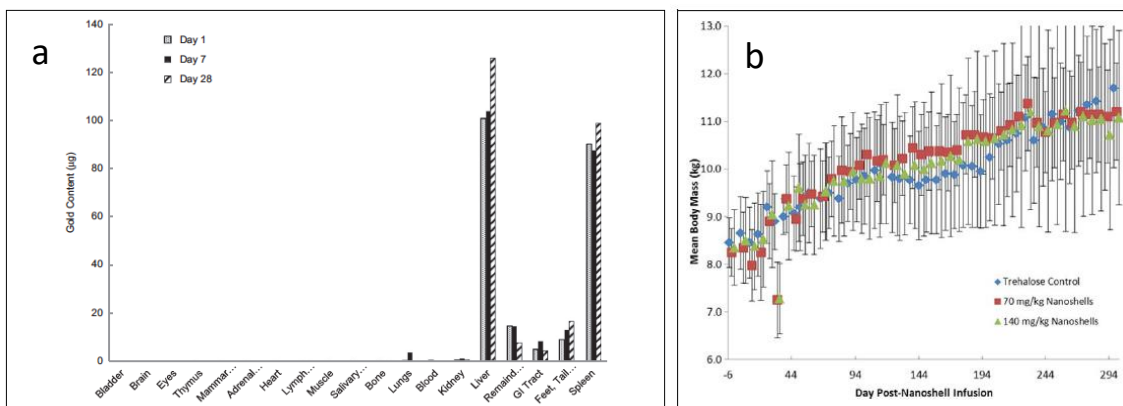 a
140
120
100
80
60
40
20
0
Gold Content (µg)
Day 1
Day 7
Day 28
Bladder
Brain
Eyes
Thymus
Mammar…
Adrenal…
Heart
Lymph…
Muscle
Salivary…
Bone
Lungs
Blood
Kidney
Liver
Remaind…
GI Tract
Feet, Tail…
Spleen
b
13.0
12.0
11.0
10.0
9.0
8.0
7.0
6.0
Mean Body Mass (kg)
Trehalose Control
70 mg/kg Nanoshells
140 mg/kg Nanoshells
-6 44 94 144 194 244 294
Day Post-Nanoshell Infusion